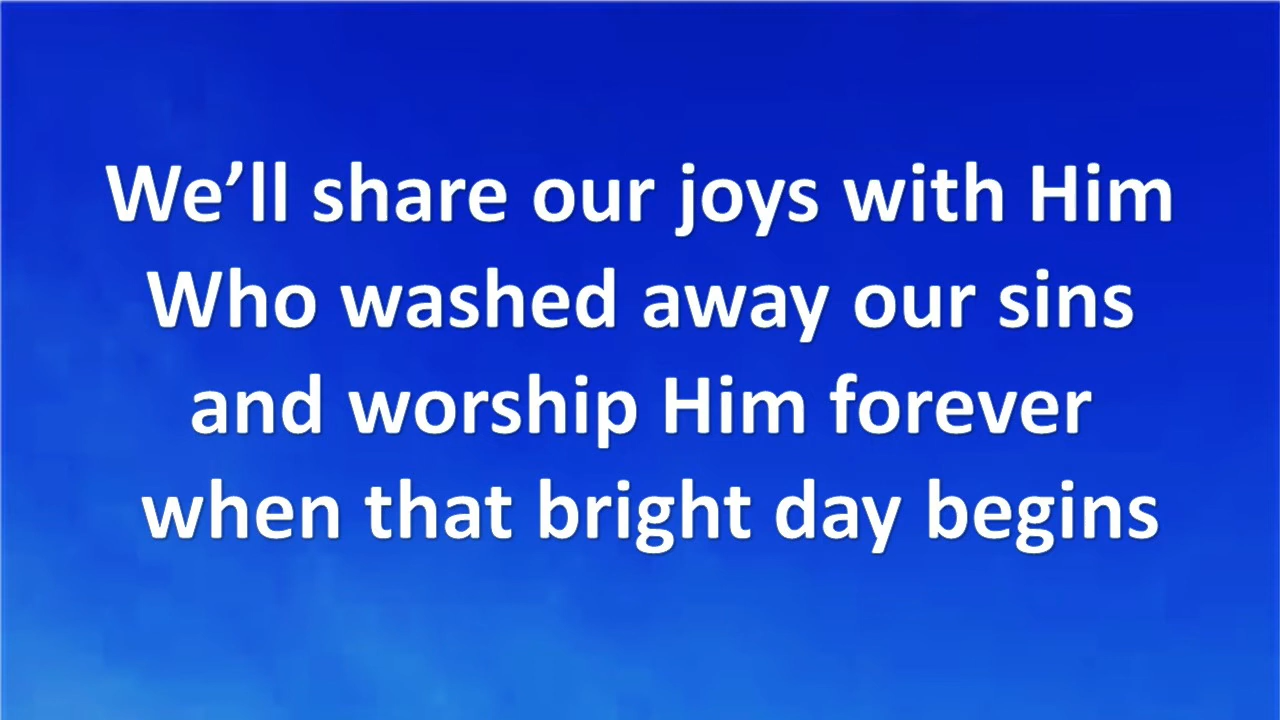 We’ll share our joys with Him
Who washed away our sins
and worship Him forever
when that bright day begins